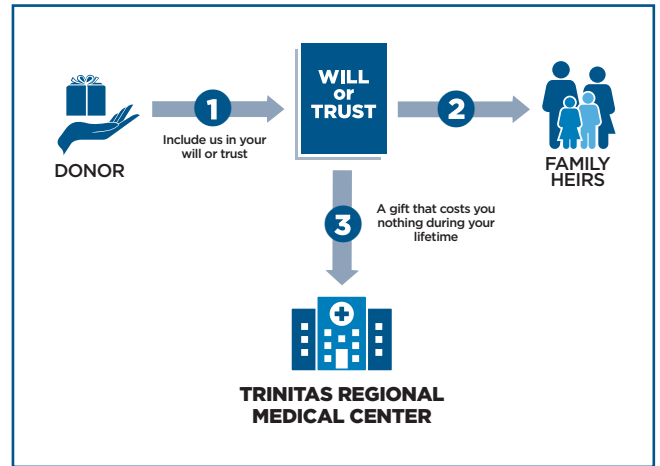 WILL
or
TRUST
1
2
3
Include us in your
will or trust
DONOR
FAMILY
HEIRS
A gift that costs you
nothing during your
lifetime
TRINITAS REGIONAL
MEDICAL CENTER